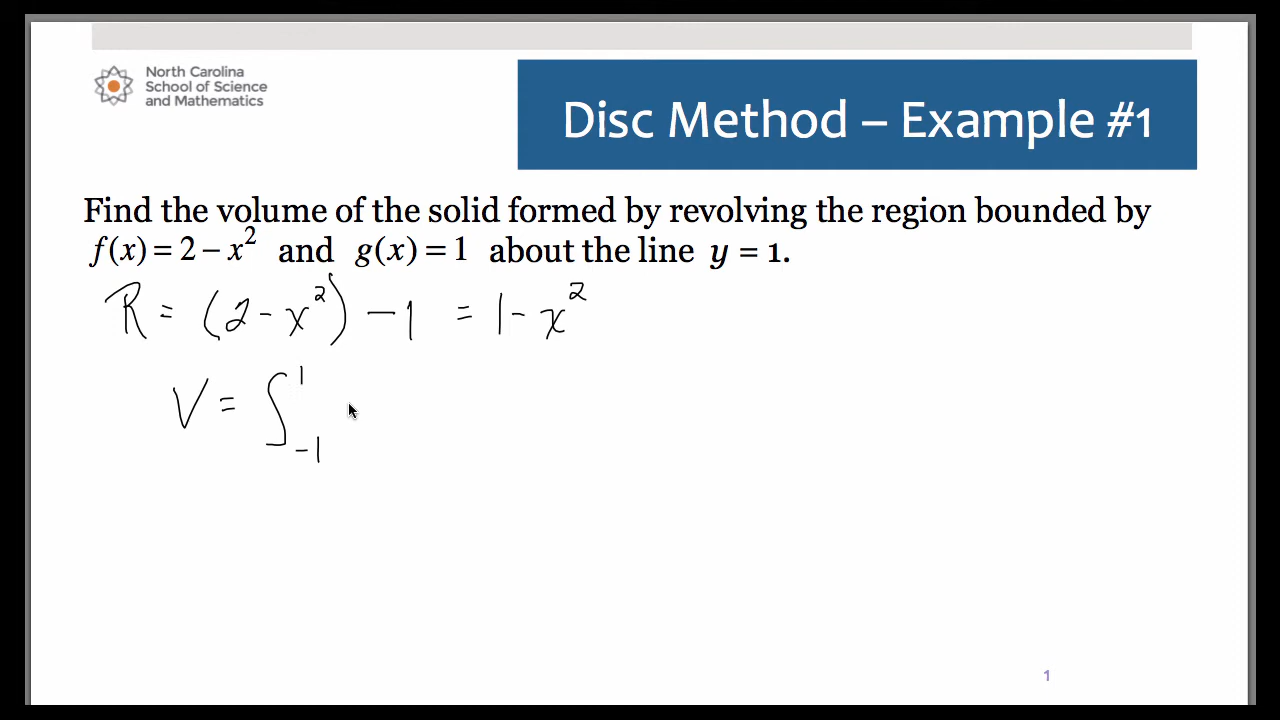 North Carolina
School of Science
and Mathematics
Disc Method – Example #1
Find the volume of the solid formed by revolving the region bounded by
f(x) = 2 − x² and g(x) = 1 about the line y = 1.
R = (2 - x²) - 1 = 1 - x²
V = ∫₋₁¹
1